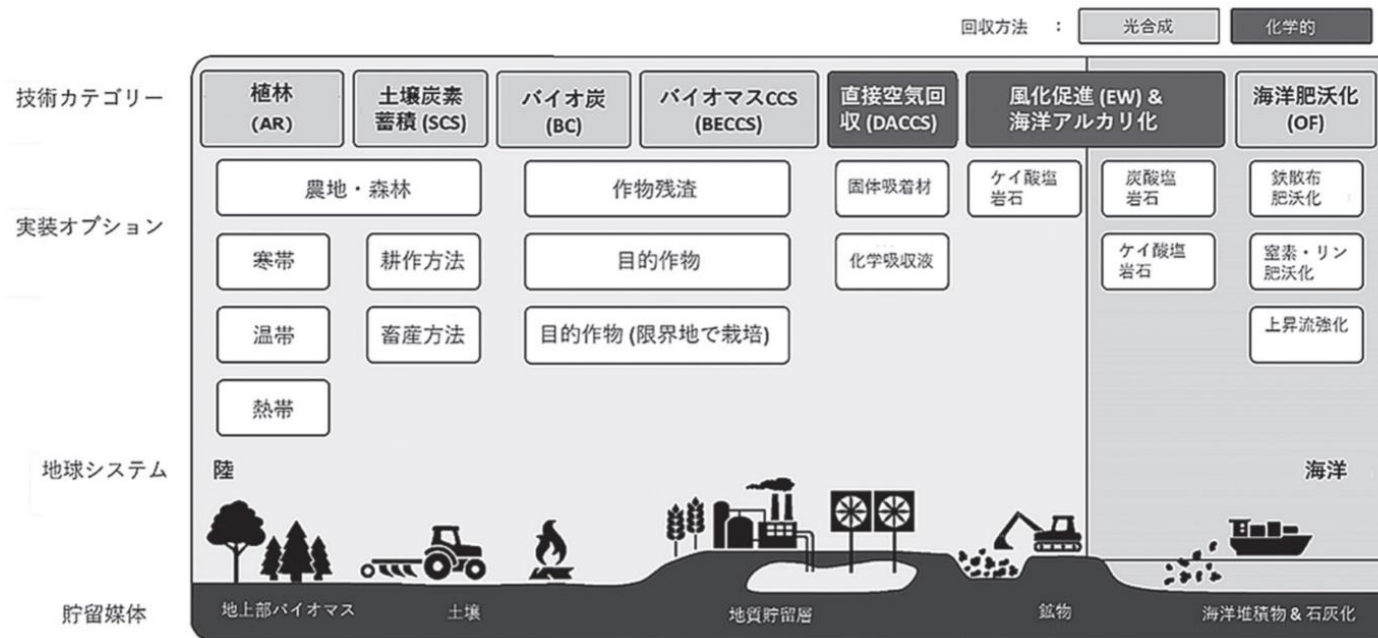 回収方法 ： 光合成 化学的
技術カテゴリー
植林
(AR)
土壌炭素
蓄積 (SCS)
バイオ炭
(BC)
バイオマスCCS
(BECCS)
直接空気回
収 (DACCS)
風化促進 (EW) &
海洋アルカリ化
海洋肥沃化
(OF)
実装オプション
農地・森林
作物残渣
固体吸着材
ケイ酸塩
岩石
炭酸塩
岩石
鉄散布
肥沃化
寒帯
耕作方法
目的作物
化学吸収液
ケイ酸塩
岩石
窒素・リン
肥沃化
温帯
畜産方法
目的作物 (限界地で栽培)
上昇流強化
熱帯
地球システム
陸
海洋
貯留媒体
地上部バイオマス
土壌
地質貯留層
鉱物
海洋堆積物 & 石灰化